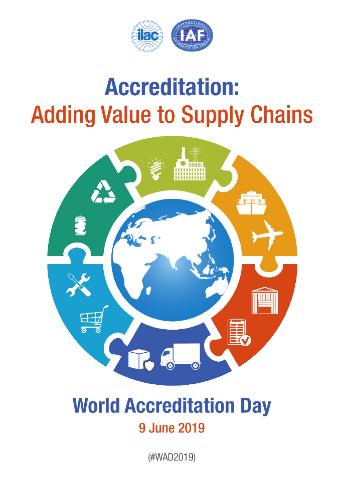 ilac
IAF
Accreditation:
Adding Value to Supply Chains
World Accreditation Day
9 June 2019
(#WAD2019)